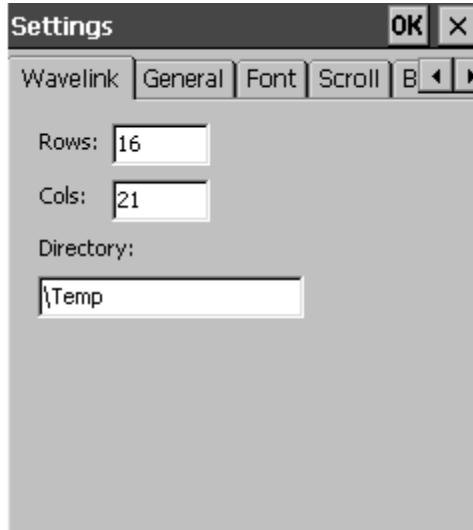 Settings OK ×
Wavelink General Font Scroll B
Rows: 16
Cols: 21
Directory:
\Temp